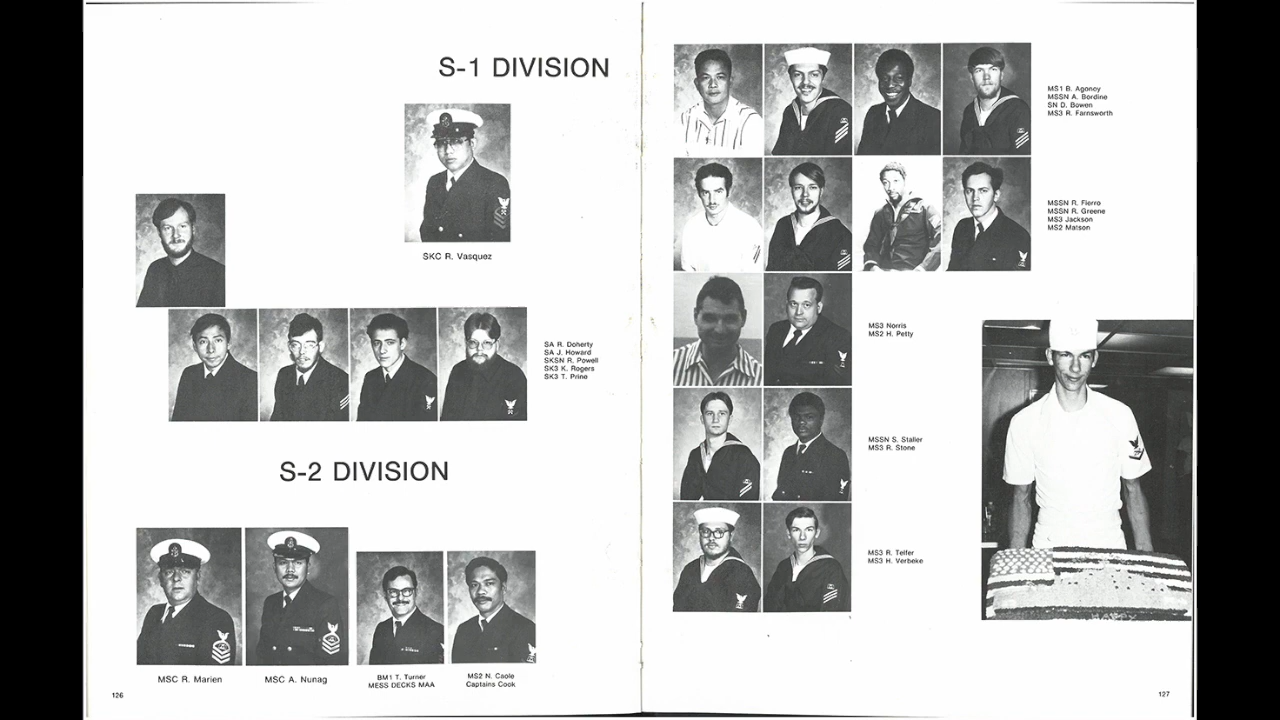 S-1 DIVISION
SKC R. Vasquez
SA R. Doherty
SA J. Howard
SKSN R. Powell
SK3 K. Rogers
SK3 T. Prine
S-2 DIVISION
MSC R. Marien
MSC A. Nunag
BM1 T. Turner
MESS DECKS MAA
MS2 N. Caole
Captains Cook
126
MS1 B. Agoney
MSSN A. Bordine
SN D. Bowen
MS3 R. Farnsworth
MSSN R. Fierro
MSSN R. Greene
MS3 Jackson
MS2 Matson
MS3 Norris
MS2 H. Petty
MSSN S. Staller
MS3 R. Stone
MS3 R. Telfer
MS3 H. Verbeke
HAPPY
127